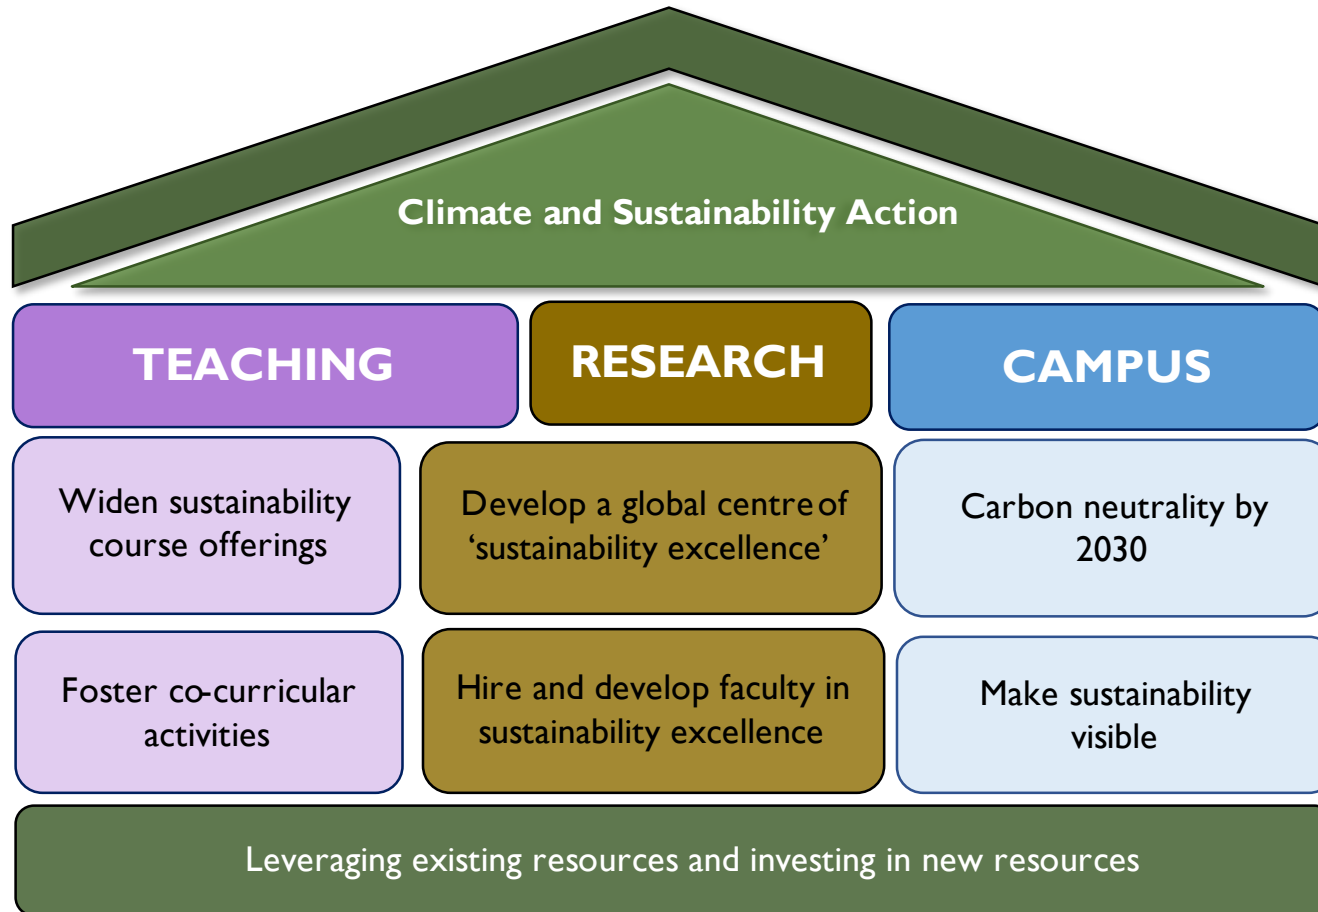 Climate and Sustainability Action
TEACHING
RESEARCH
CAMPUS
Widen sustainability
course offerings
Develop a global centre of
‘sustainability excellence’
Carbon neutrality by
2030
Foster co-curricular
activities
Hire and develop faculty in
sustainability excellence
Make sustainability
visible
Leveraging existing resources and investing in new resources